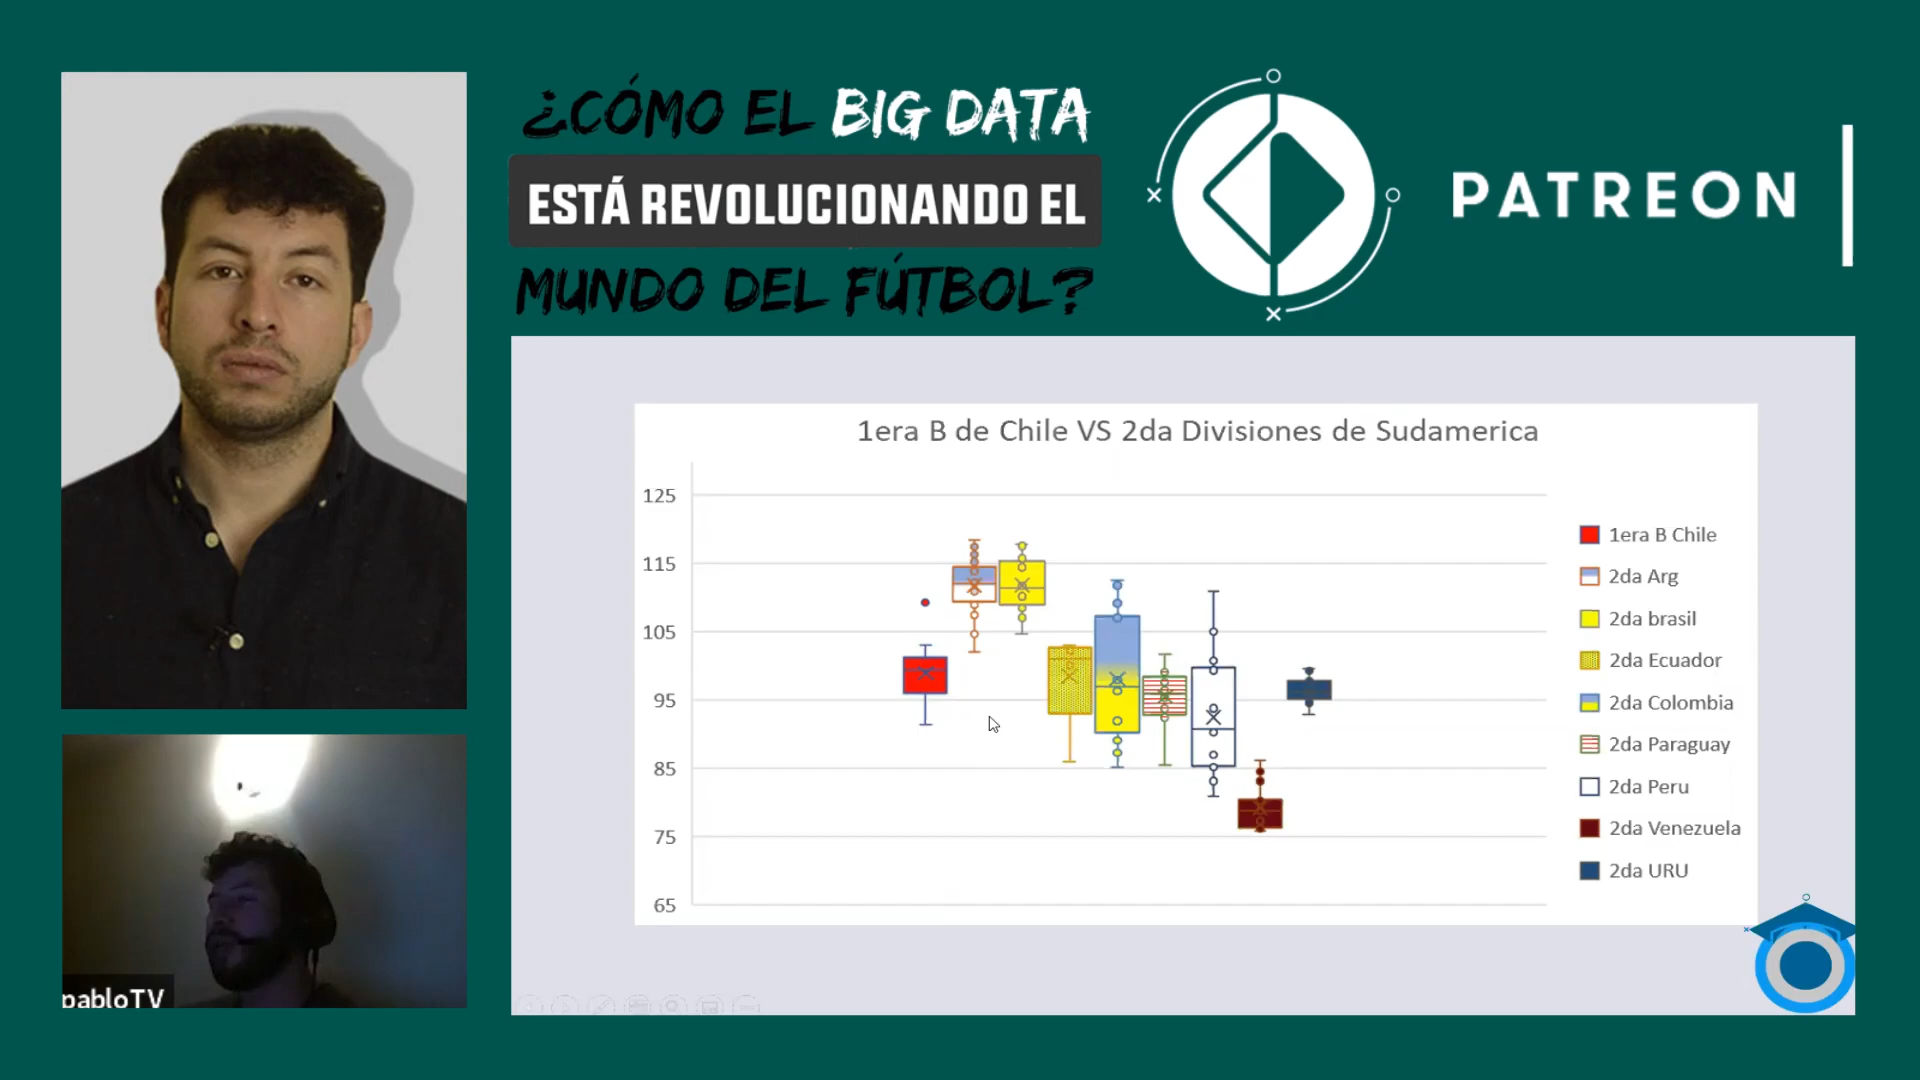 ¿CÓMO EL BIG DATA
ESTÁ REVOLUCIONANDO EL
MUNDO DEL FÚTBOL?
PATREON
1era B de Chile VS 2da Divisiones de Sudamerica
125
115
105
95
85
75
65
1era B Chile
2da Arg
2da brasil
2da Ecuador
2da Colombia
2da Paraguay
2da Peru
2da Venezuela
2da URU
pabloTV